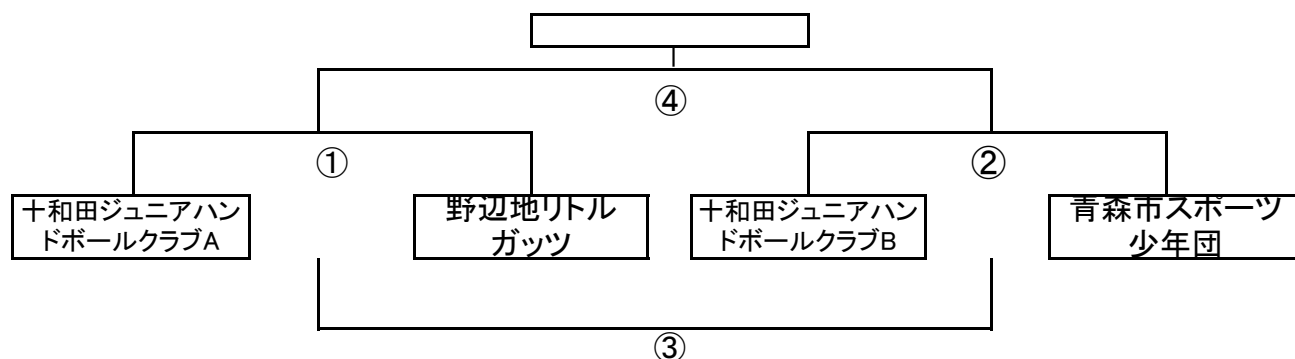 ④
①
②
十和田ジュニアハン
ドボールクラブA
野辺地リトル
ガッツ
十和田ジュニアハン
ドボールクラブB
青森市スポーツ
少年団
③